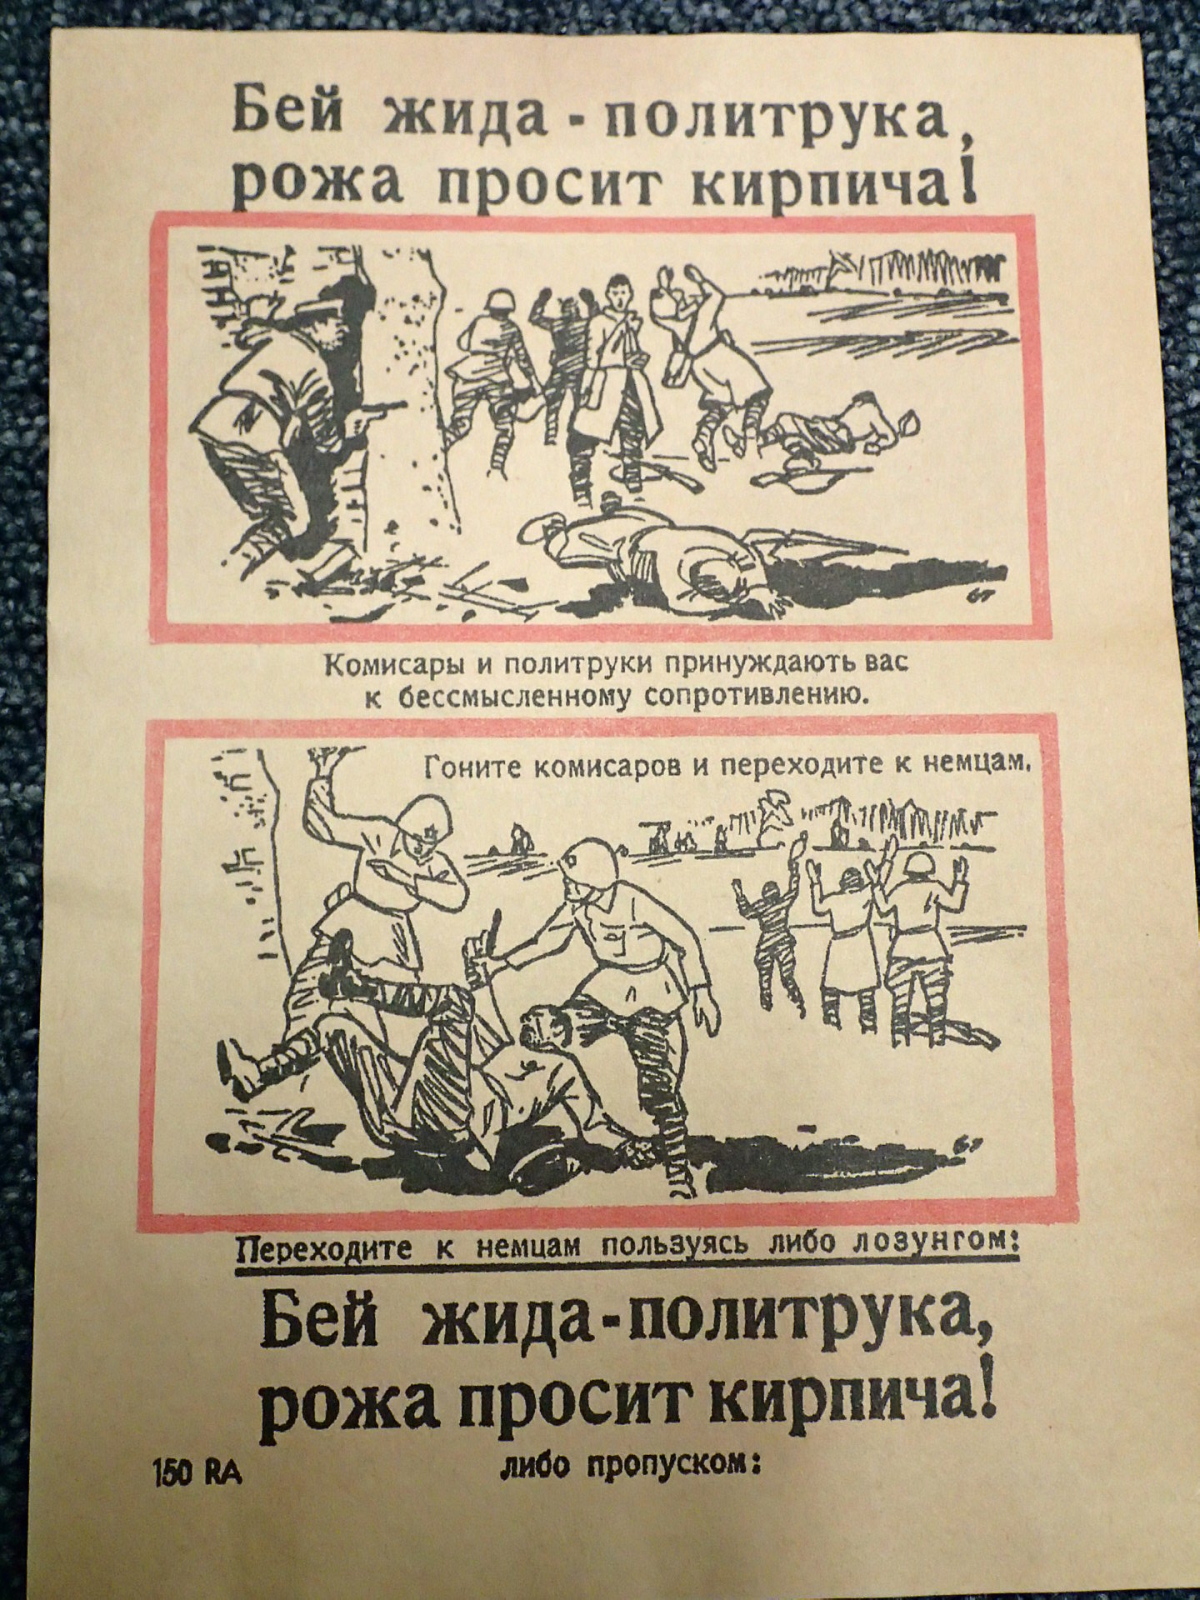 Бей жида - политрука,
рожа просит кирпича!
Комисары и политруки принуждають вас
к бессмысленному сопротивлению.
Гоните комисаров и переходите к немцам.
Переходите к немцам пользуясь либо лозунгом:
Бей жида-политрука,
рожа просит кирпича!
150 RA
либо пропуском: